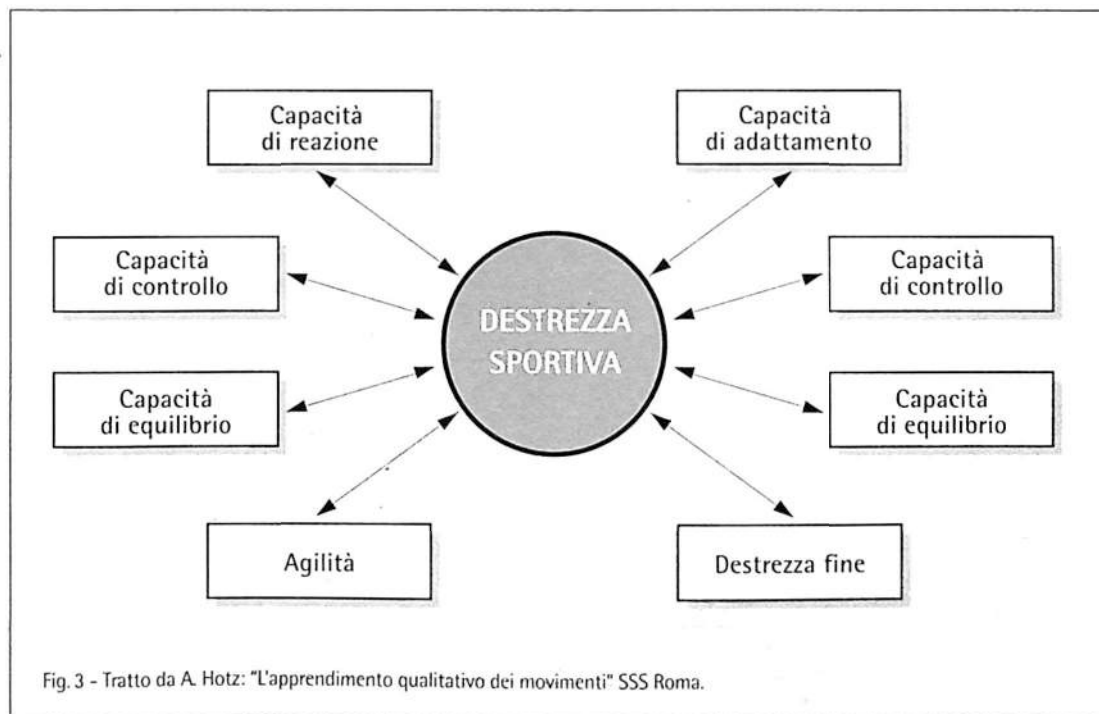 Capacità
di reazione
Capacità
di adattamento
Capacità
di controllo
Capacità
di controllo
DESTREZZA
SPORTIVA
Capacità
di equilibrio
Capacità
di equilibrio
Agilità
Destrezza fine
Fig. 3 - Tratto da A. Hotz: "L'apprendimento qualitativo dei movimenti" SSS Roma.